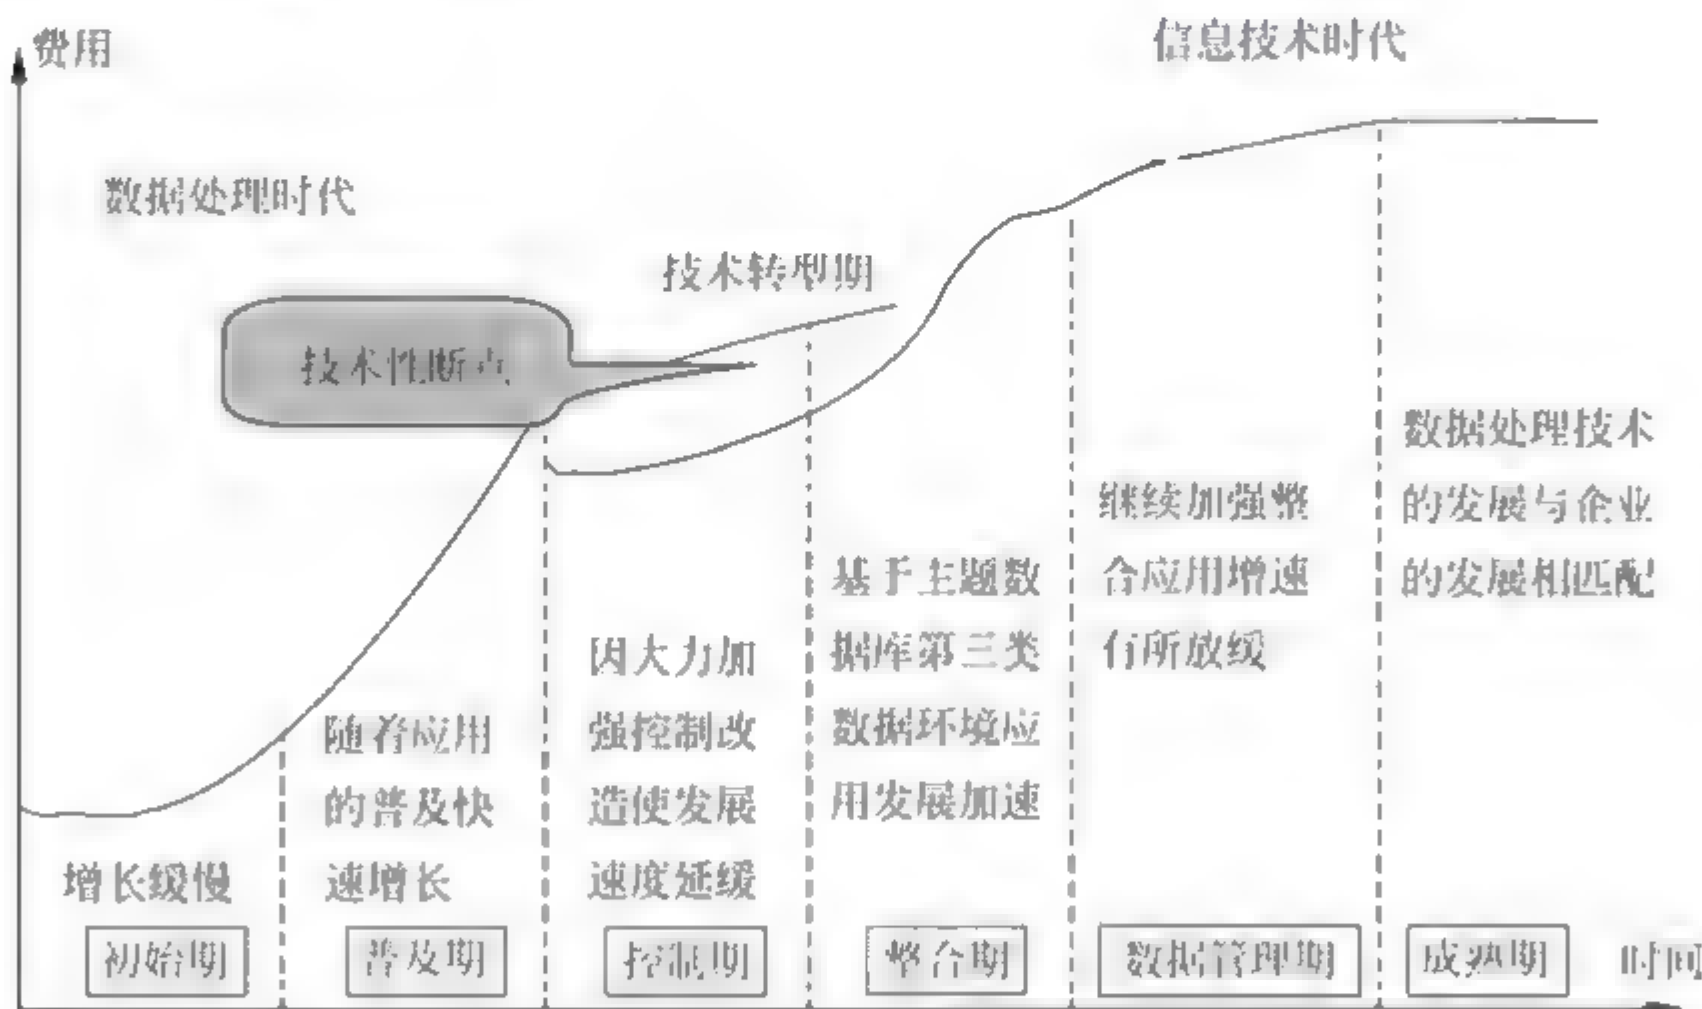 费用
信息技术时代
数据处理时代
技术转型期
技术性断点
增长缓慢
随着应用
的普及快
速增长
因大力加
强控制改
造使发展
速度延缓
基于主题数
据库第三类
数据环境应
用发展加速
继续加强整
合应用增速
有所放缓
数据处理技术
的发展与企业
的发展相匹配
初始期
普及期
控制期
整合期
数据管理期
成熟期
时间